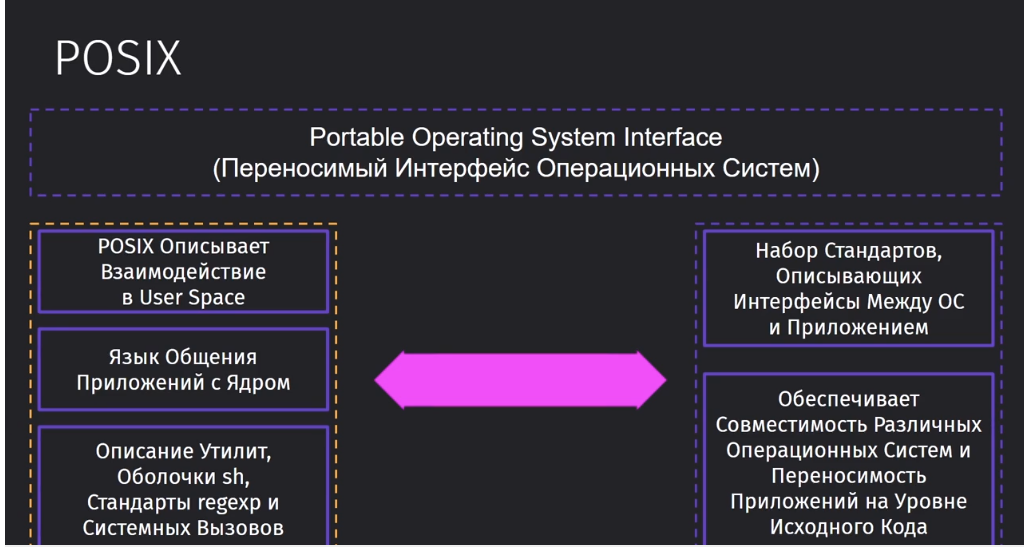 POSIX
Portable Operating System Interface
(Переносимый Интерфейс Операционных Систем)
POSIX Описывает
Взаимодействие
в User Space
Язык Общения
Приложений с Ядром
Описание Утилит,
Оболочки sh,
Стандарты regexp и
Системных Вызовов
Набор Стандартов,
Описывающих
Интерфейсы Между ОС
и Приложением
Обеспечивает
Совместимость Различных
Операционных Систем и
Переносимость
Приложений на Уровне
Исходного Кода